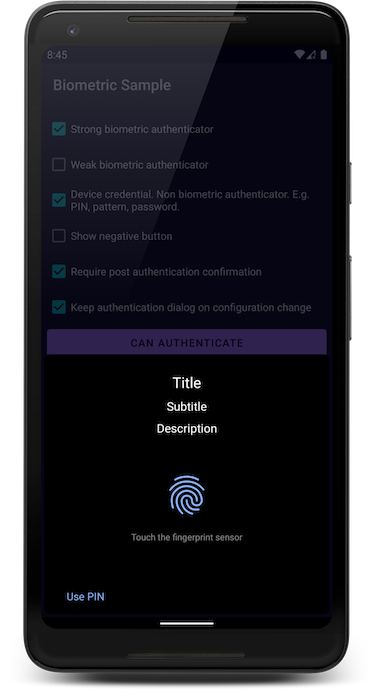 8:45
Biometric Sample
Strong biometric authenticator
Weak biometric authenticator
Device credential. Non biometric authenticator. E.g.
PIN, pattern, password.
Show negative button
Require post authentication confirmation
Keep authentication dialog on configuration change
CAN AUTHENTICATE
Title
Subtitle
Description
Touch the fingerprint sensor
Use PIN